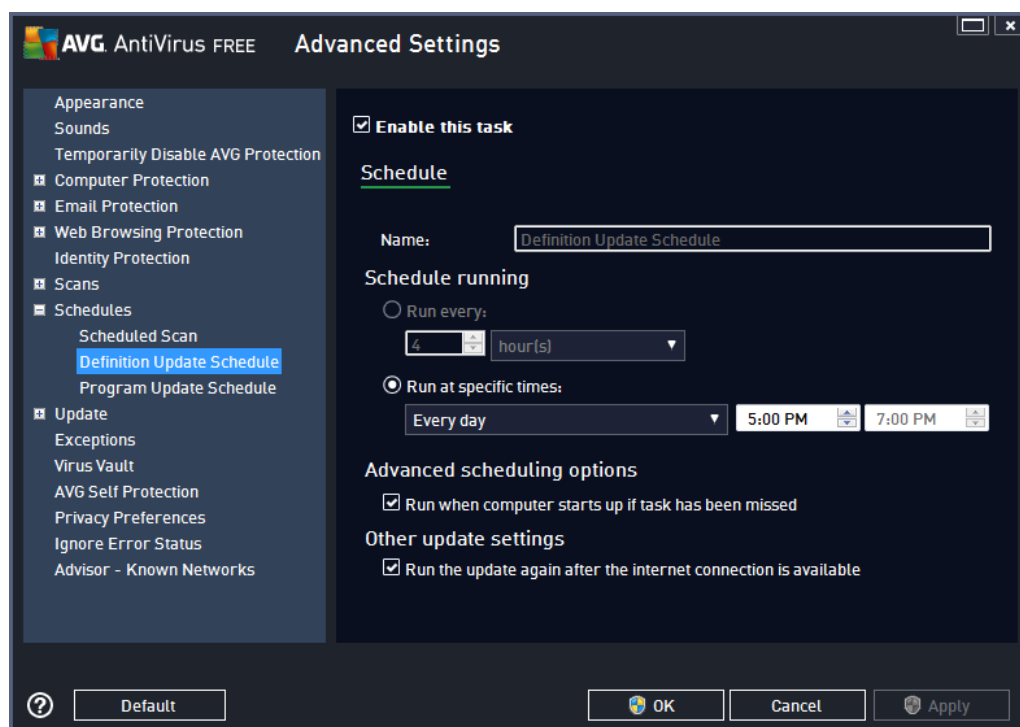 AVG. AntiVirus FREE Advanced Settings
Appearance
Sounds
Temporarily Disable AVG Protection
Computer Protection
Email Protection
Web Browsing Protection
Identity Protection
Scans
Schedules
Scheduled Scan
Definition Update Schedule
Program Update Schedule
Update
Exceptions
Virus Vault
AVG Self Protection
Privacy Preferences
Ignore Error Status
Advisor - Known Networks
Enable this task
Schedule
Name: Definition Update Schedule
Schedule running
Run every:
4 hour(s)
Run at specific times:
Every day 5:00 PM 7:00 PM
Advanced scheduling options
Run when computer starts up if task has been missed
Other update settings
Run the update again after the internet connection is available
? Default OK Cancel Apply